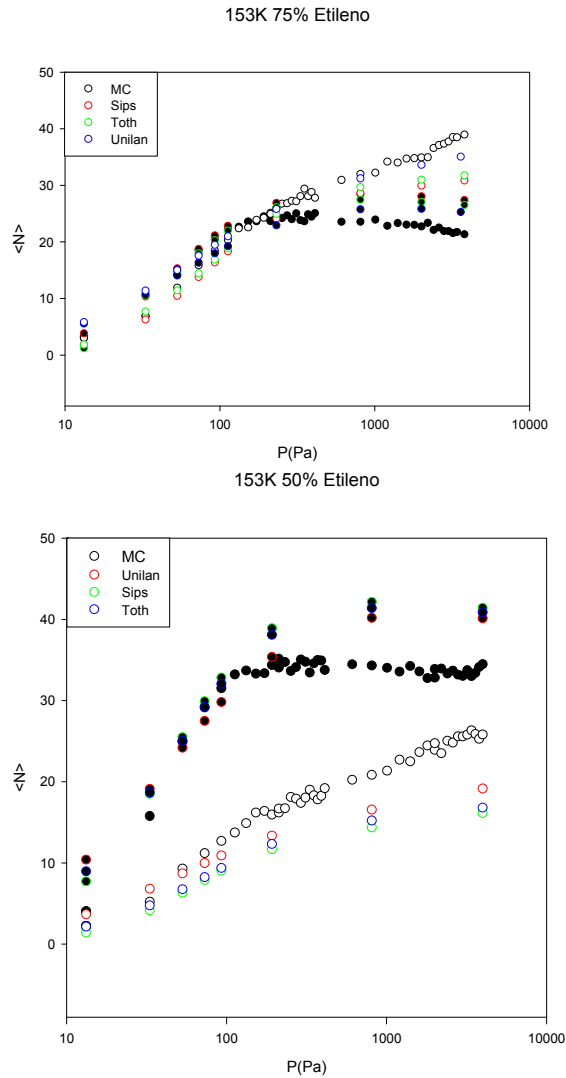 153K 75% Etileno
50
MC
Sips
Toth
Unilan
40
30
20
10
0
<N>
10
100
1000
10000
P(Pa)
153K 50% Etileno
50
MC
Unilan
Sips
Toth
40
30
20
10
0
<N>
10
100
1000
10000
P(Pa)